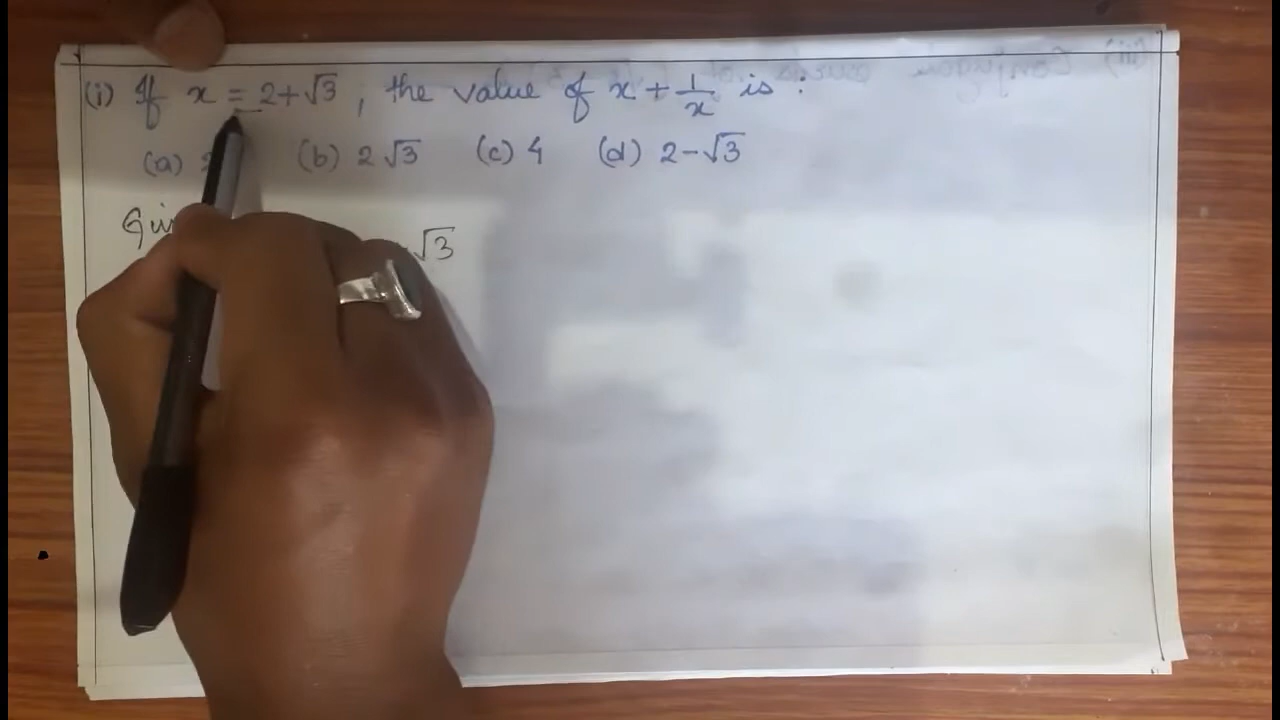 (i) If x = 2+√3, the value of x + 1/x is :
(a) (b) 2√3 (c) 4 (d) 2-√3
√3